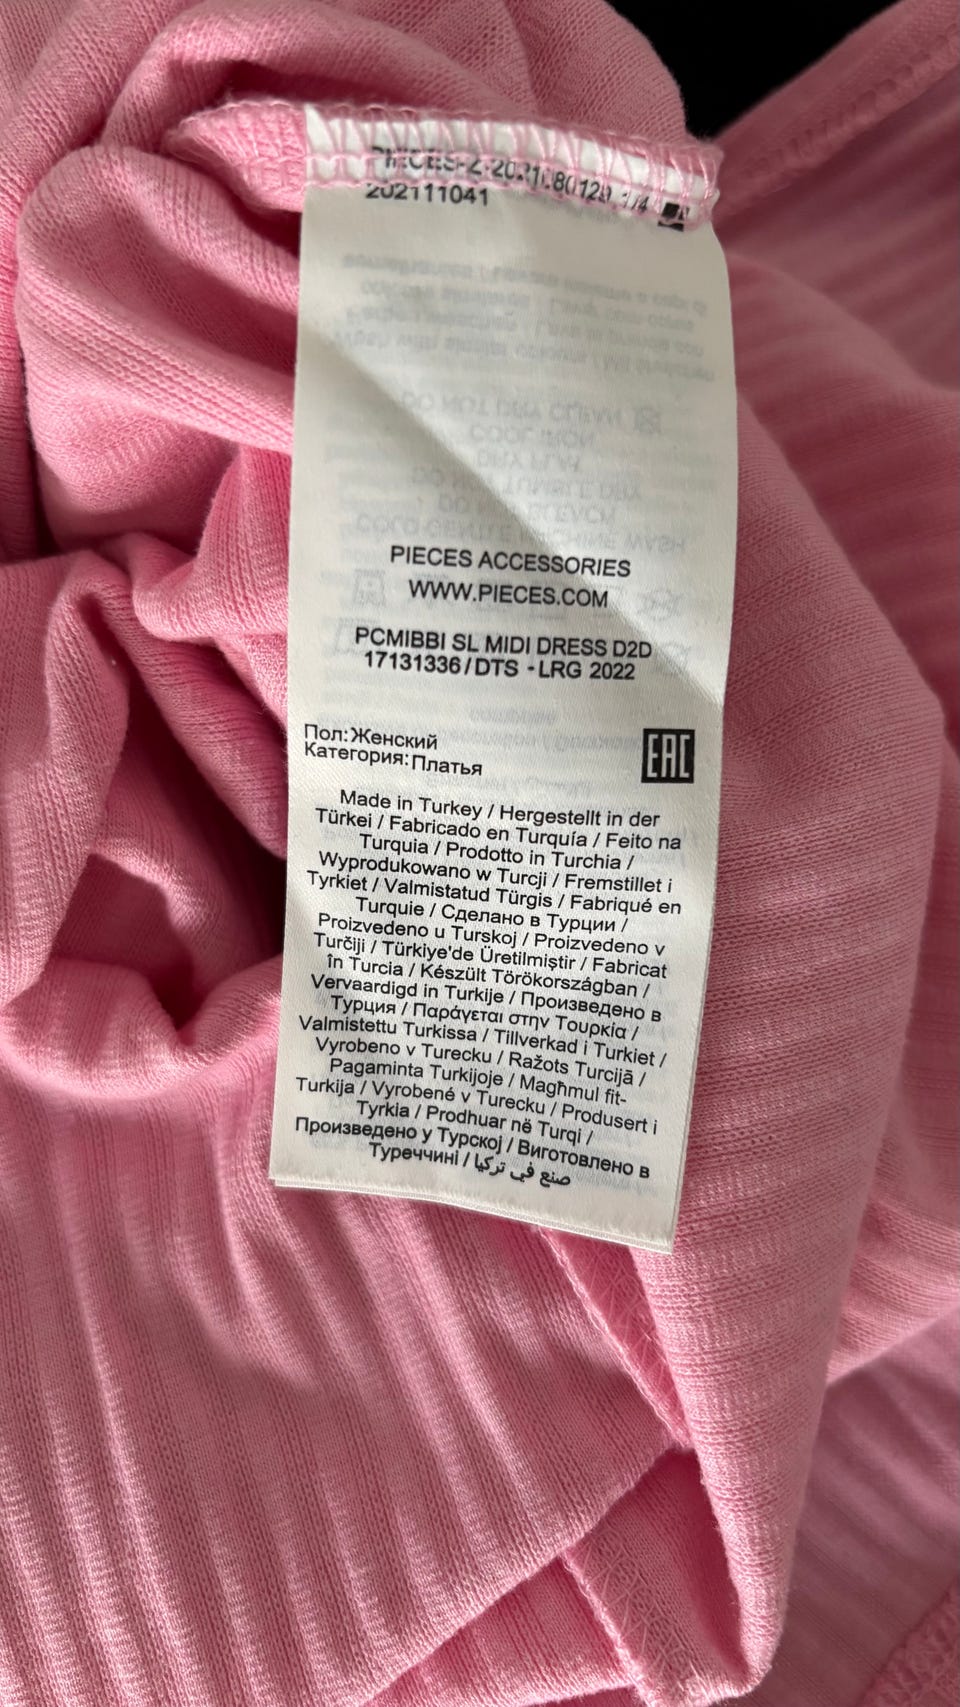 202111041
PIECES ACCESSORIES
WWW.PIECES.COM
PCMIBBI SL MIDI DRESS D2D
17131336/DTS - LRG 2022
Пол:Женский
Категория:Платья
EAC
Made in Turkey / Hergestellt in der
Türkei / Fabricado en Turquía / Feito na
Turquia / Prodotto in Turchia /
Wyprodukowano w Turcji / Fremstillet i
Tyrkiet / Valmistatud Türgis / Fabriqué en
Turquie / Сделано в Турции /
Proizvedeno u Turskoj / Proizvedeno v
Turčiji / Türkiye'de Üretilmiştir / Fabricat
în Turcia / Készült Törökországban /
Vervaardigd in Turkije / Произведено в
Турция / Παράγεται στην Τουρκία /
Valmistettu Turkissa / Tillverkad i Turkiet /
Vyrobeno v Turecku / Ražots Turcijā /
Pagaminta Turkijoje / Magħmul fit-
Turkija / Vyrobené v Turecku / Produsert i
Tyrkia / Prodhuar në Turqi /
Произведено у Турској / Виготовлено в
Туреччині / صنع في تركيا